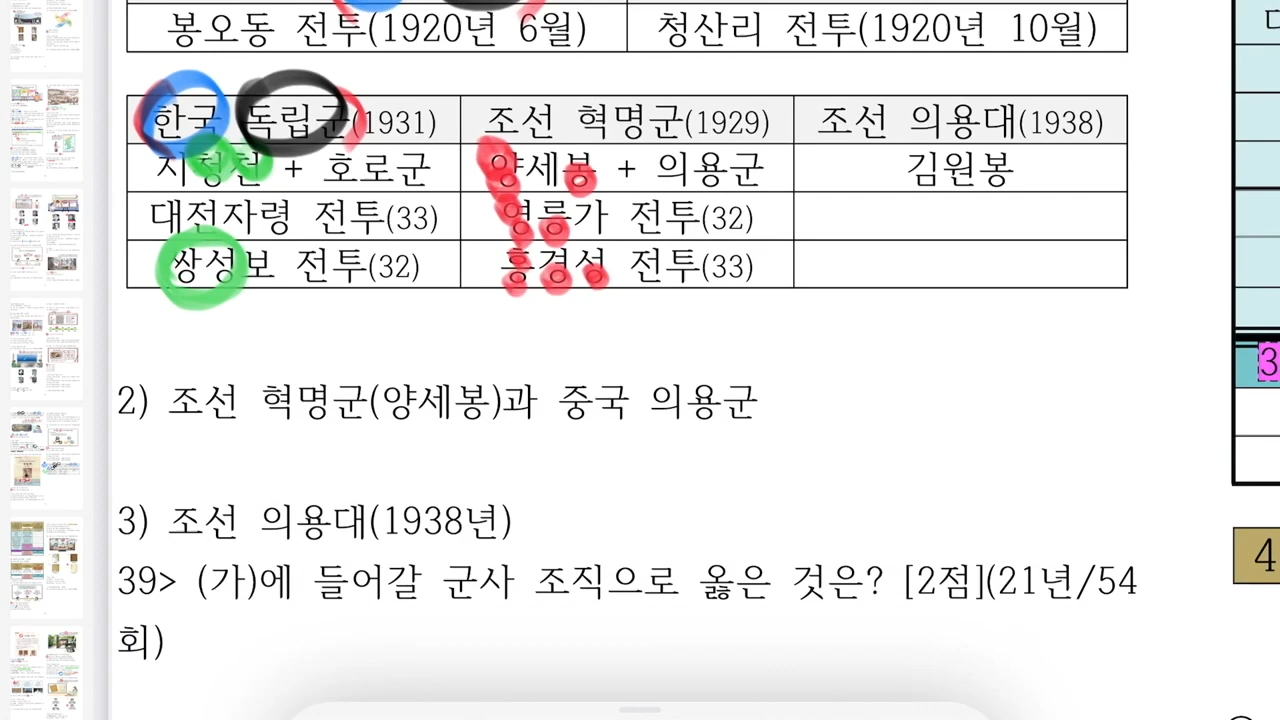 봉오동 전투(1920년 6월) 청산리 전투(1920년 10월)
한국 독립군(1931) 조선 혁명군(1929) 조선 의용대(1938)
지청천 + 호로군 양세봉 + 의용군 김원봉
대전자령 전투(33) 영릉가 전투(32)
쌍성보 전투(32) 흥경성 전투(33)
2) 조선 혁명군(양세봉)과 중국 의용군
3) 조선 의용대(1938년)
39> (가)에 들어갈 군사 조직으로 옳은 것은? [2점](21년/54
회)
3
4